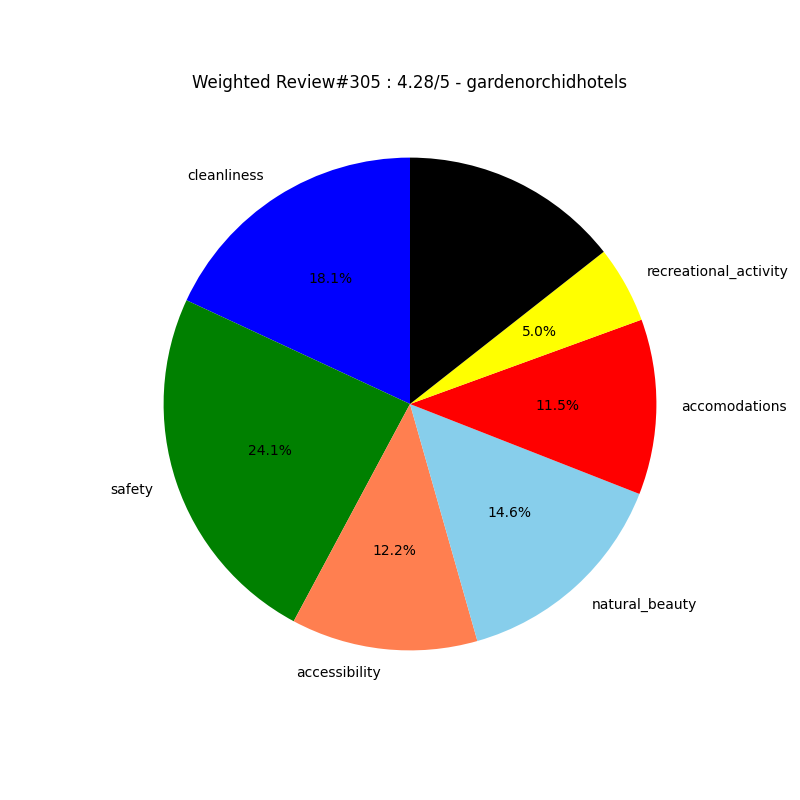 Weighted Review#305 : 4.28/5 - gardenorchidhotels
cleanliness
18.1%
safety
24.1%
accessibility
12.2%
natural_beauty
14.6%
accomodations
11.5%
recreational_activity
5.0%